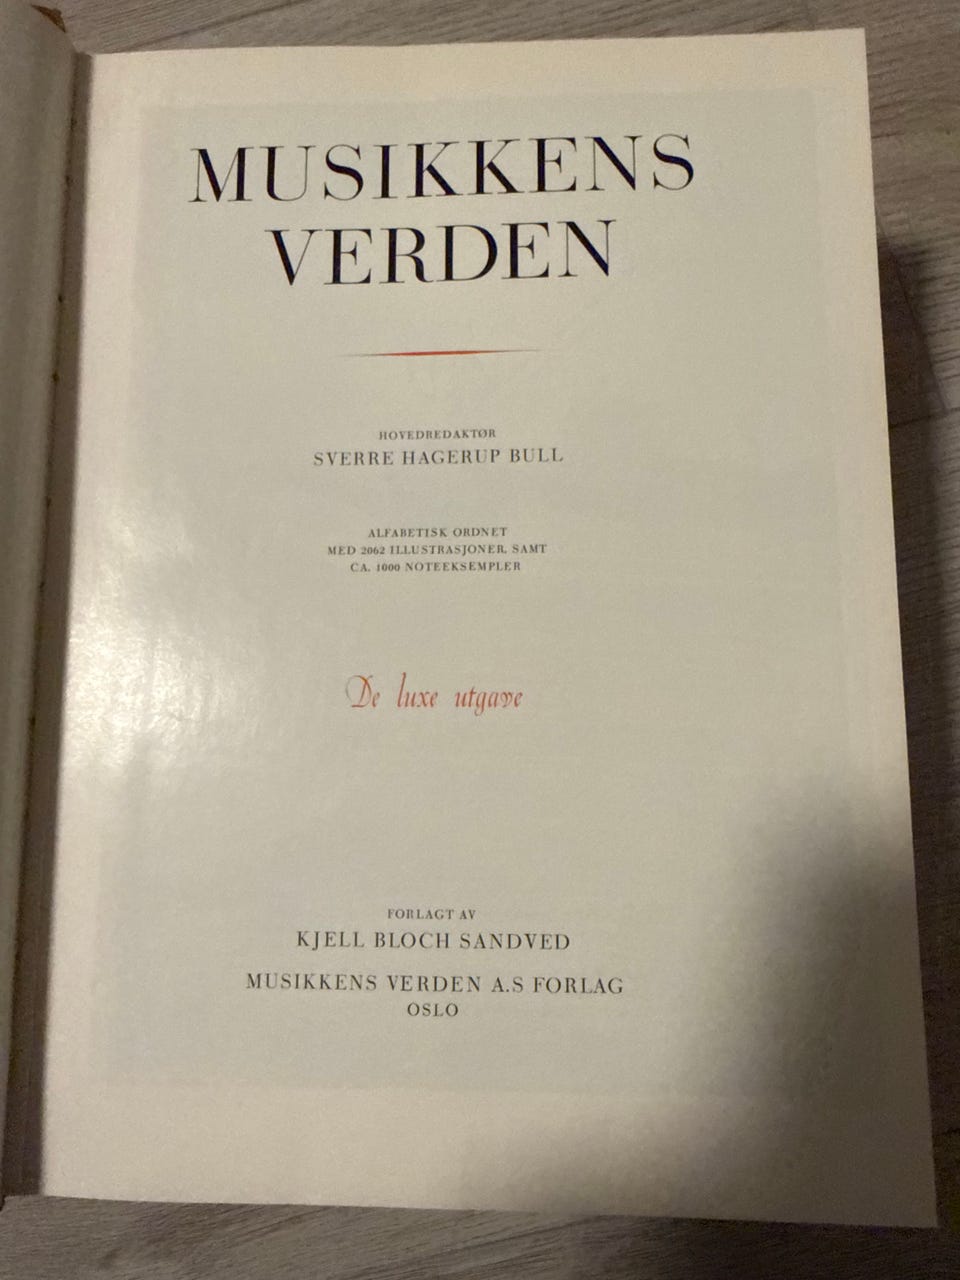 MUSIKKENS
VERDEN
HOVEDREDAKTØR
SVERRE HAGERUP BULL
ALFABETISK ORDNET
MED 2062 ILLUSTRASJONER, SAMT
CA. 1000 NOTEEKSEMPLER
De luxe utgave
FORLAGT AV
KJELL BLOCH SANDVED
MUSIKKENS VERDEN A.S FORLAG
OSLO